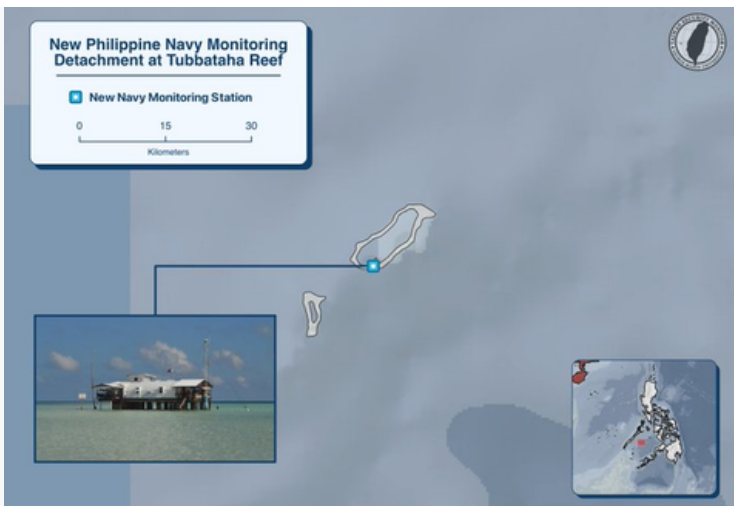 New Philippine Navy Monitoring
Detachment at Tubbataha Reef
New Navy Monitoring Station
0 15 30
Kilometers